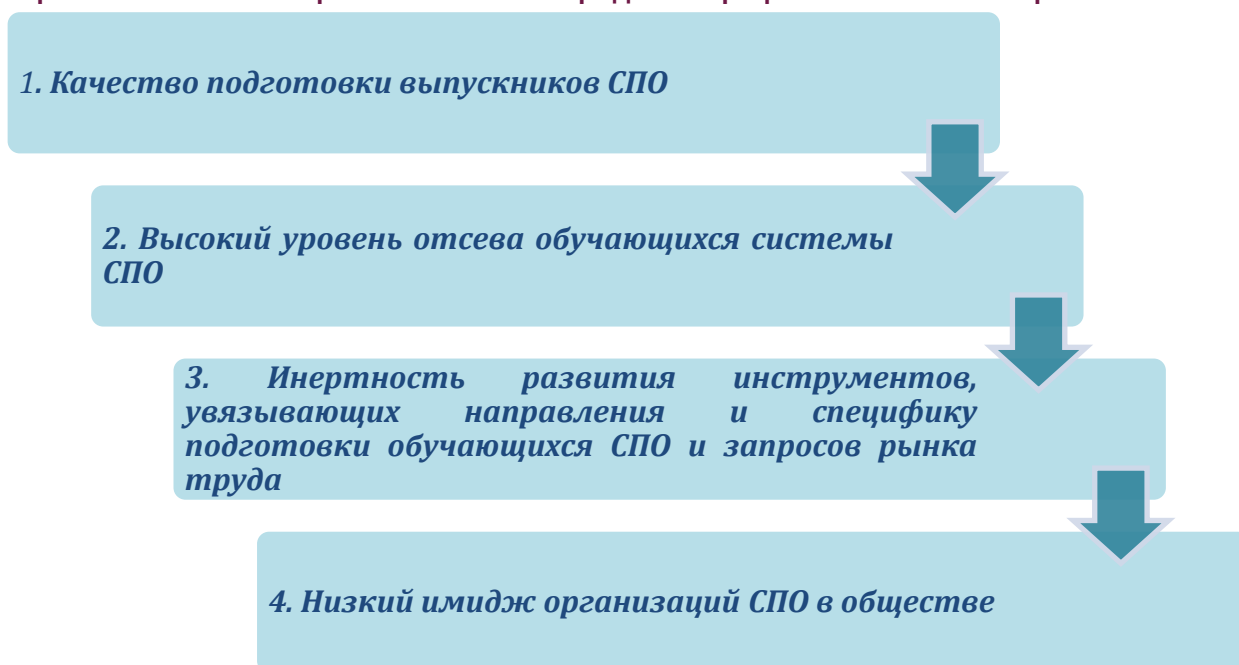 1. Качество подготовки выпускников СПО
2. Высокий уровень отсева обучающихся системы
СПО
3. Инертность развития инструментов,
увязывающих направления и специфику
подготовки обучающихся СПО и запросов рынка
труда
4. Низкий имидж организаций СПО в обществе